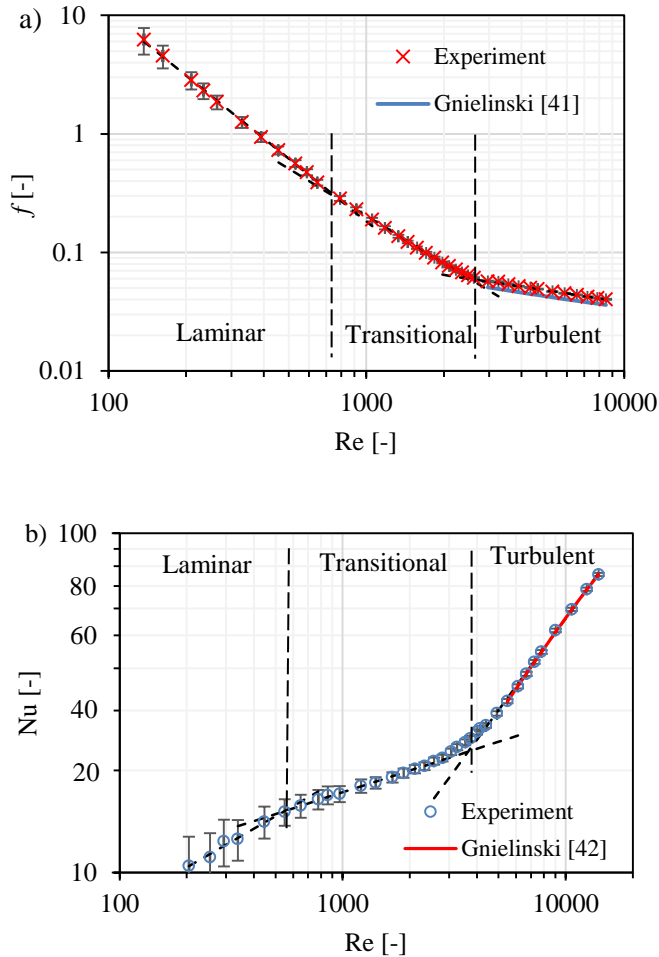 a)
10
1
0.1
0.01
f [-]
Experiment
Gnielinski [41]
Laminar
Transitional
Turbulent
100
1000
10000
Re [-]
b)
100
80
60
40
20
10
Nu [-]
Laminar
Transitional
Turbulent
Experiment
Gnielinski [42]
100
1000
10000
Re [-]